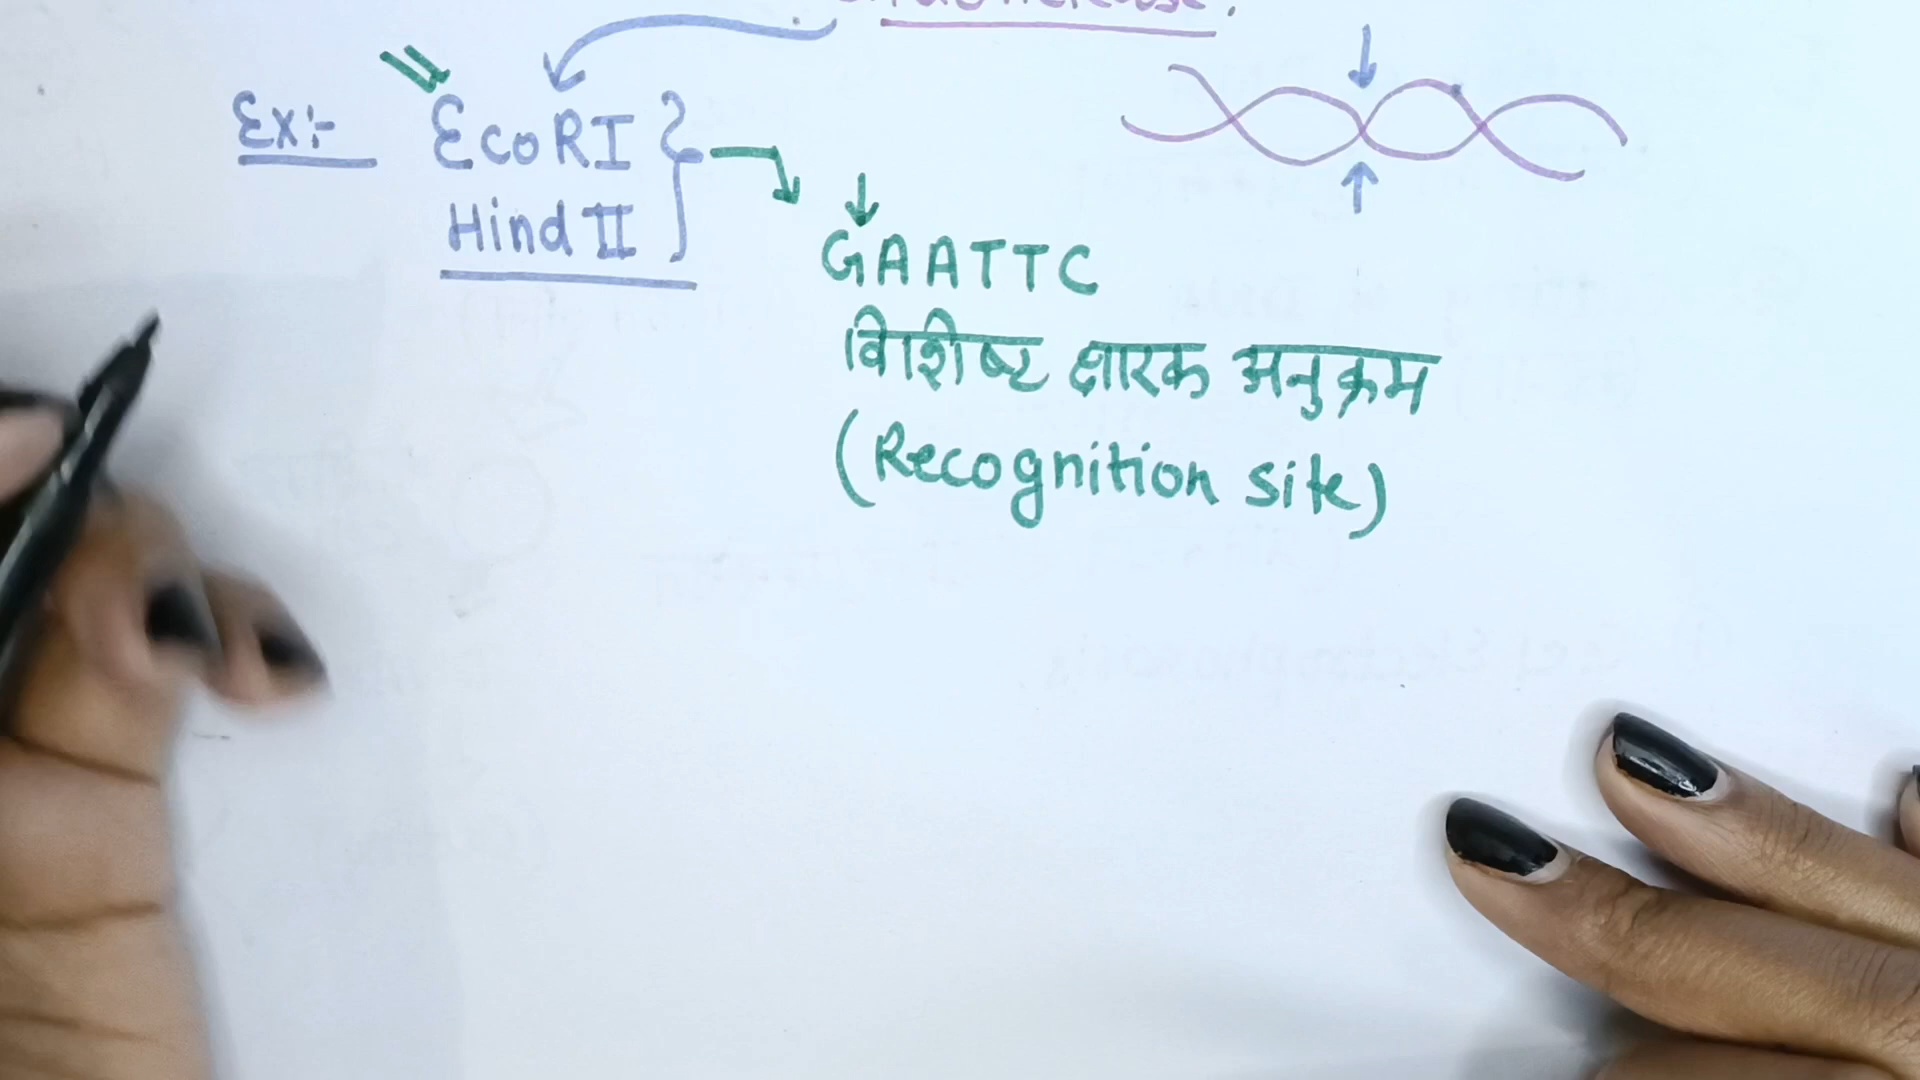 Ex:- EcoRI
Hind II
GAATTC
विशिष्ट क्षारक अनुक्रम
(Recognition site)